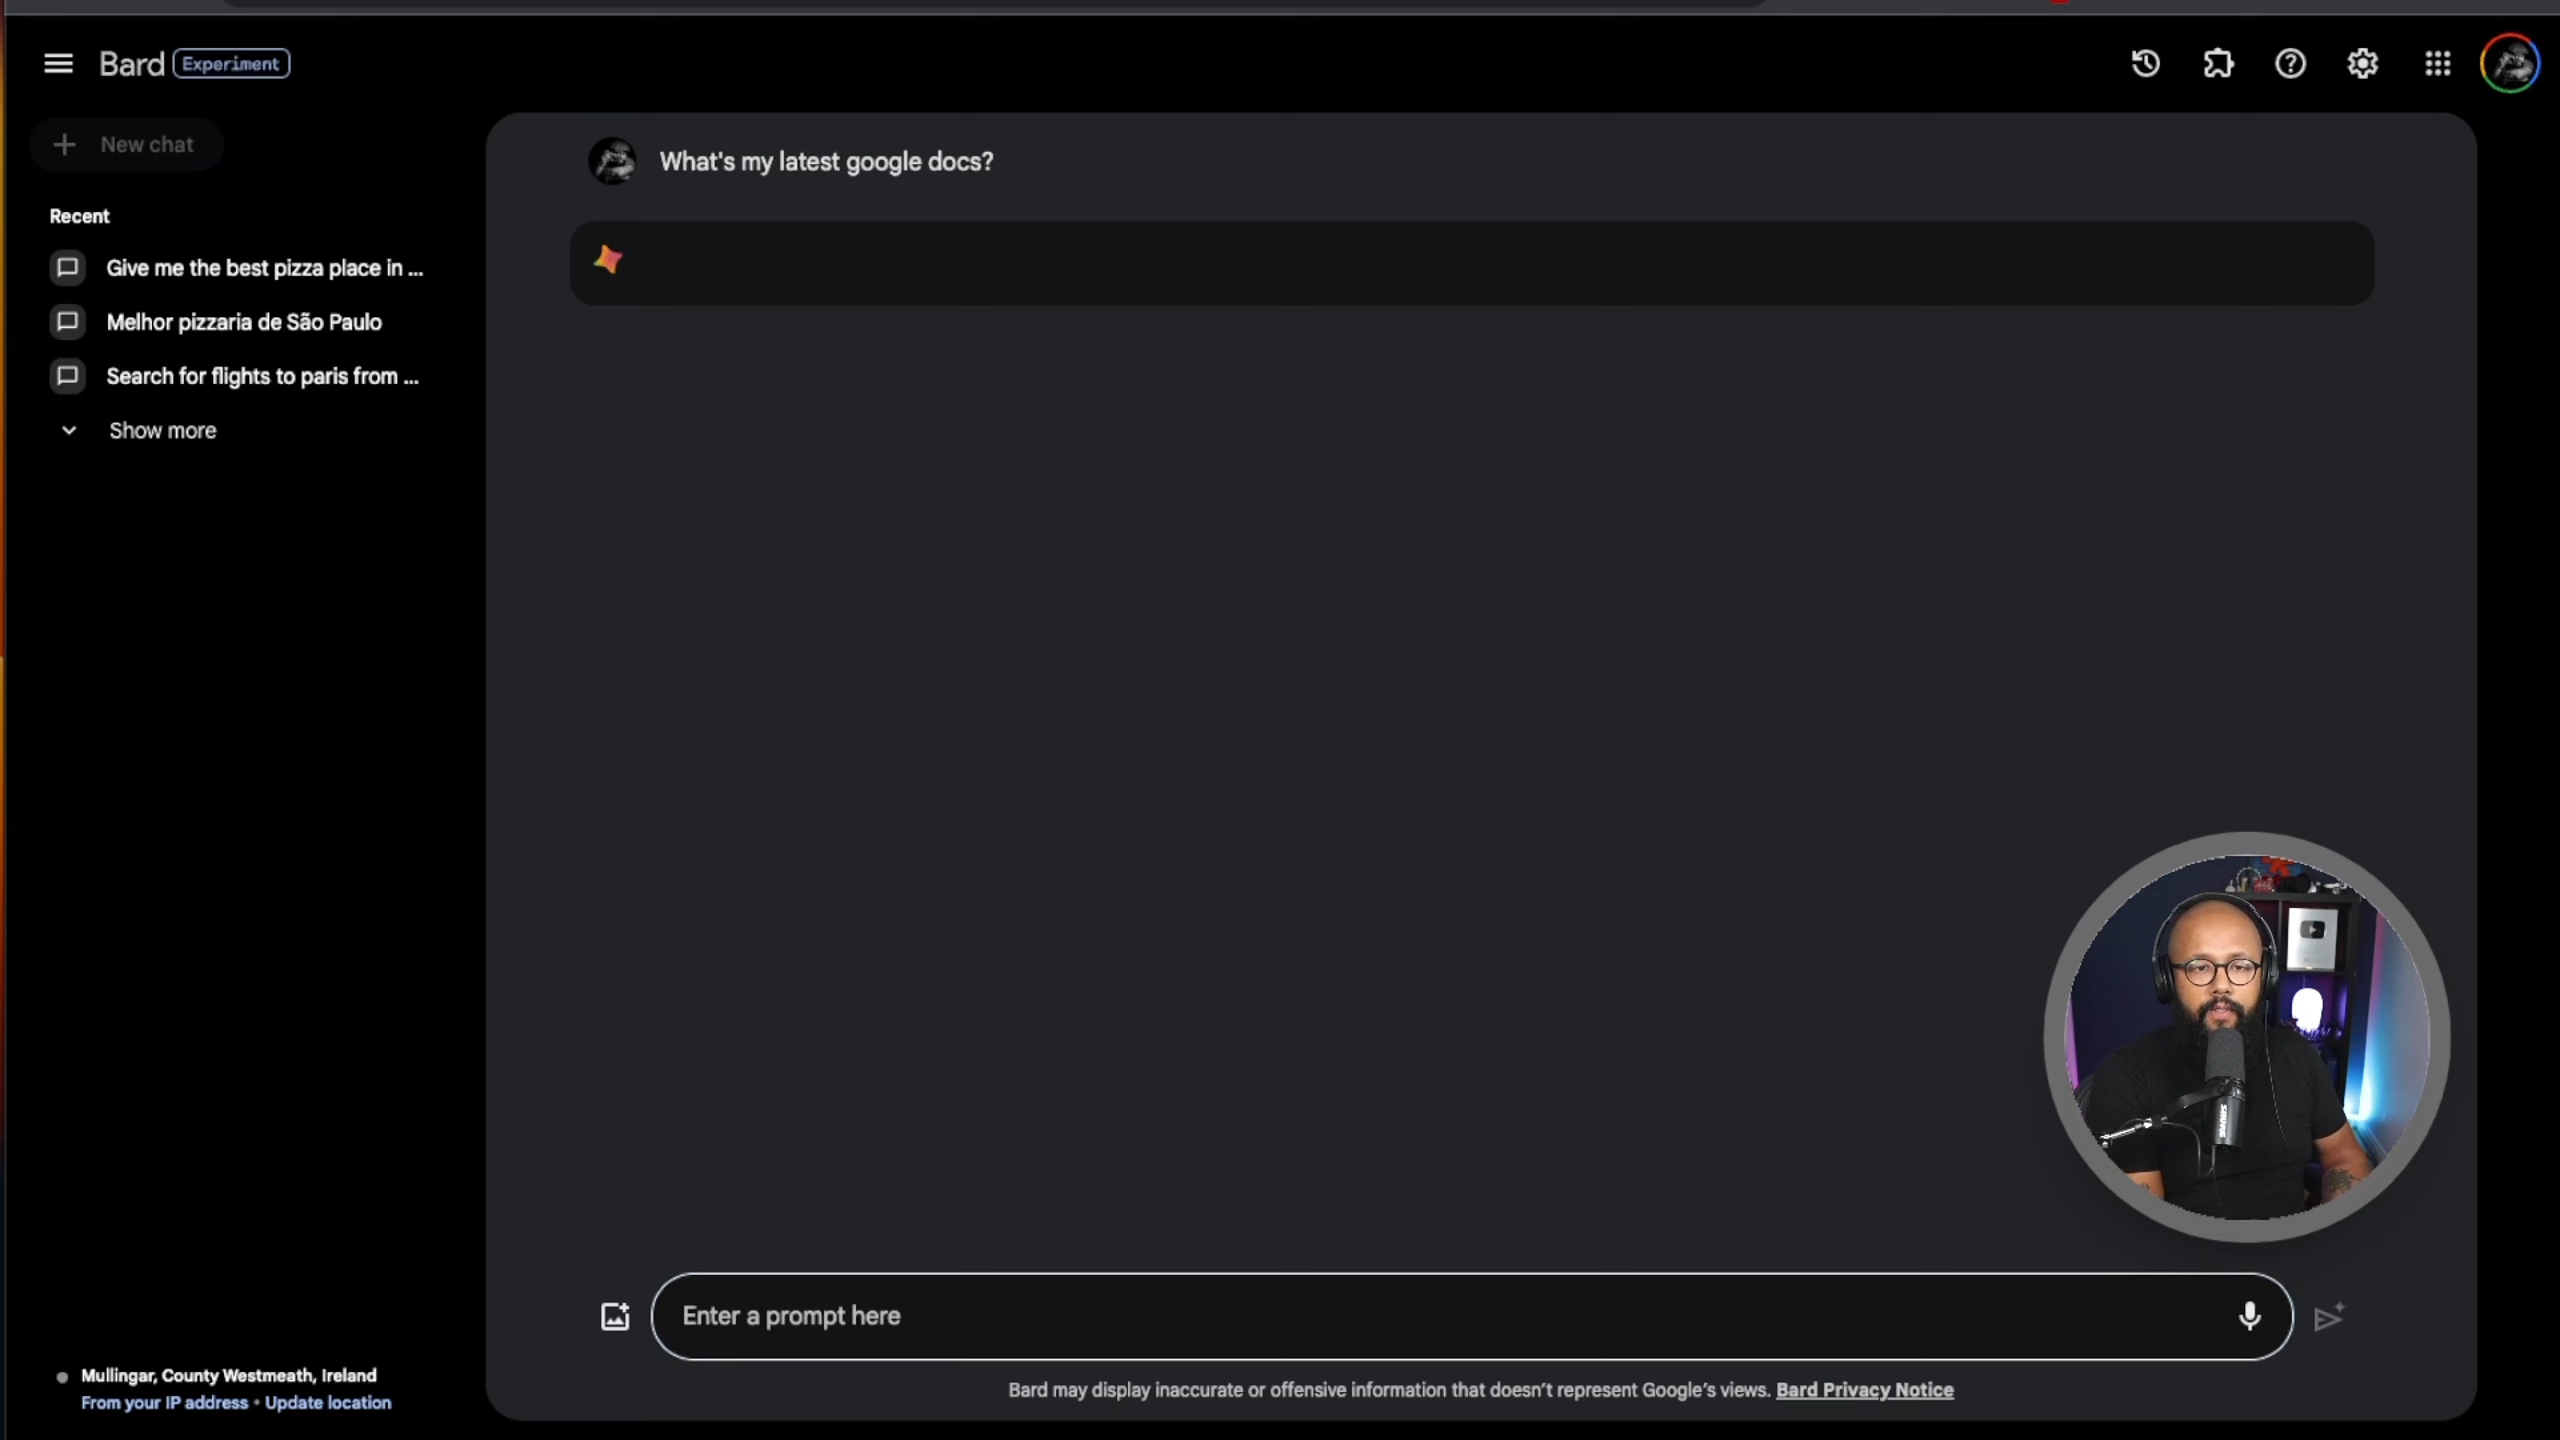 Bard Experiment
New chat
Recent
Give me the best pizza place in ...
Melhor pizzaria de São Paulo
Search for flights to paris from ...
Show more
What's my latest google docs?
Enter a prompt here
Mullingar, County Westmeath, Ireland
From your IP address • Update location
Bard may display inaccurate or offensive information that doesn't represent Google's views. Bard Privacy Notice
SHURE